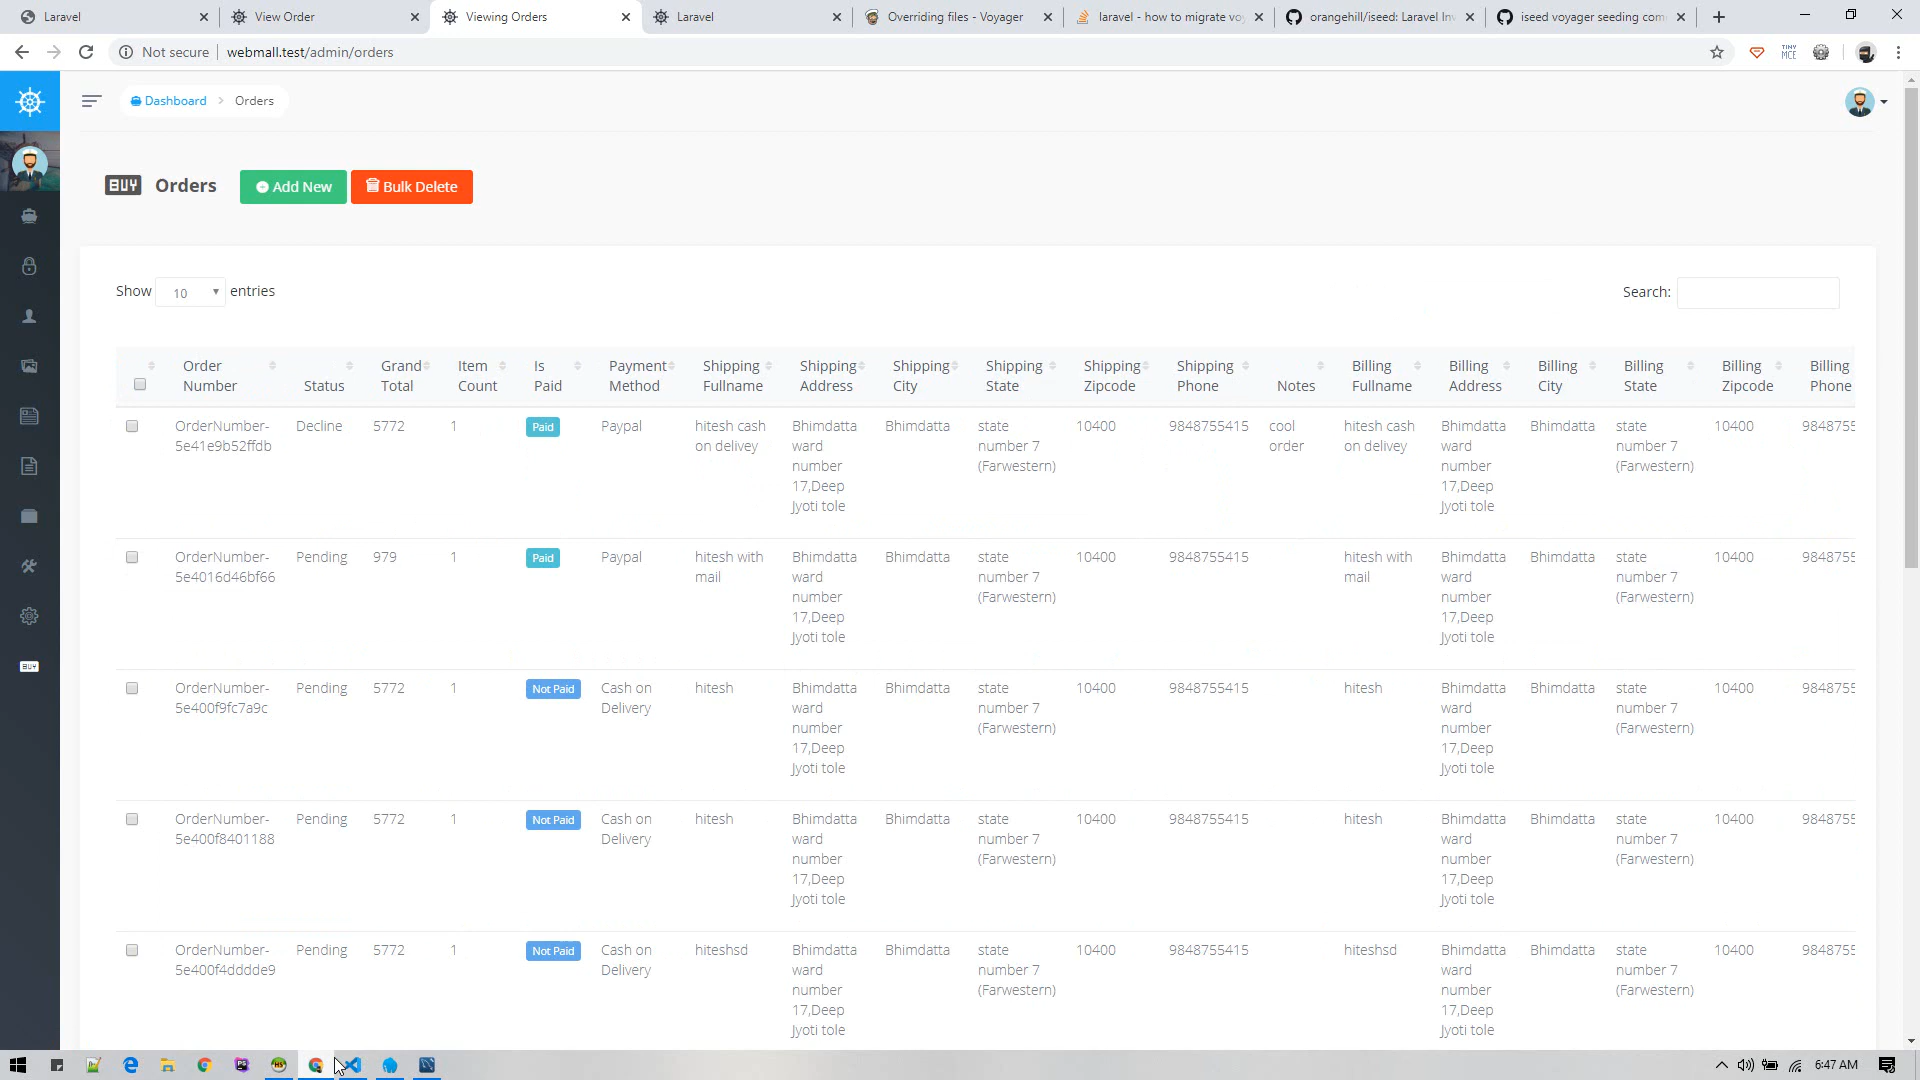 Laravel
View Order
Viewing Orders
Laravel
Overriding files - Voyager
laravel - how to migrate voy
orangehill/iseed: Laravel Inv
iseed voyager seeding com
Not secure
webmall.test/admin/orders
TINY
MCE
Dashboard > Orders
BUY Orders
Add New
Bulk Delete
Show 10 entries
Search:
Order Number Status Grand Total Item Count Is Paid Payment Method Shipping Fullname Shipping Address Shipping City Shipping State Shipping Zipcode Shipping Phone Notes Billing Fullname Billing Address Billing City Billing State Billing Zipcode Billing Phone
OrderNumber-5e41e9b52ffdb Decline 5772 1 Paid Paypal hitesh cash on delivey Bhimdatta ward number 17,Deep Jyoti tole Bhimdatta state number 7 (Farwestern) 10400 9848755415 cool order hitesh cash on delivey Bhimdatta ward number 17,Deep Jyoti tole Bhimdatta state number 7 (Farwestern) 10400 9848755
OrderNumber-5e4016d46bf66 Pending 979 1 Paid Paypal hitesh with mail Bhimdatta ward number 17,Deep Jyoti tole Bhimdatta state number 7 (Farwestern) 10400 9848755415 hitesh with mail Bhimdatta ward number 17,Deep Jyoti tole Bhimdatta state number 7 (Farwestern) 10400 9848755
OrderNumber-5e400f9fc7a9c Pending 5772 1 Not Paid Cash on Delivery hitesh Bhimdatta ward number 17,Deep Jyoti tole Bhimdatta state number 7 (Farwestern) 10400 9848755415 hitesh Bhimdatta ward number 17,Deep Jyoti tole Bhimdatta state number 7 (Farwestern) 10400 9848755
OrderNumber-5e400f8401188 Pending 5772 1 Not Paid Cash on Delivery hitesh Bhimdatta ward number 17,Deep Jyoti tole Bhimdatta state number 7 (Farwestern) 10400 9848755415 hitesh Bhimdatta ward number 17,Deep Jyoti tole Bhimdatta state number 7 (Farwestern) 10400 9848755
OrderNumber-5e400f4dddde9 Pending 5772 1 Not Paid Cash on Delivery hiteshsd Bhimdatta ward number 17,Deep Jyoti tole Bhimdatta state number 7 (Farwestern) 10400 9848755415 hiteshsd Bhimdatta ward number 17,Deep Jyoti tole Bhimdatta state number 7 (Farwestern) 10400 9848755
BUY
6:47 AM